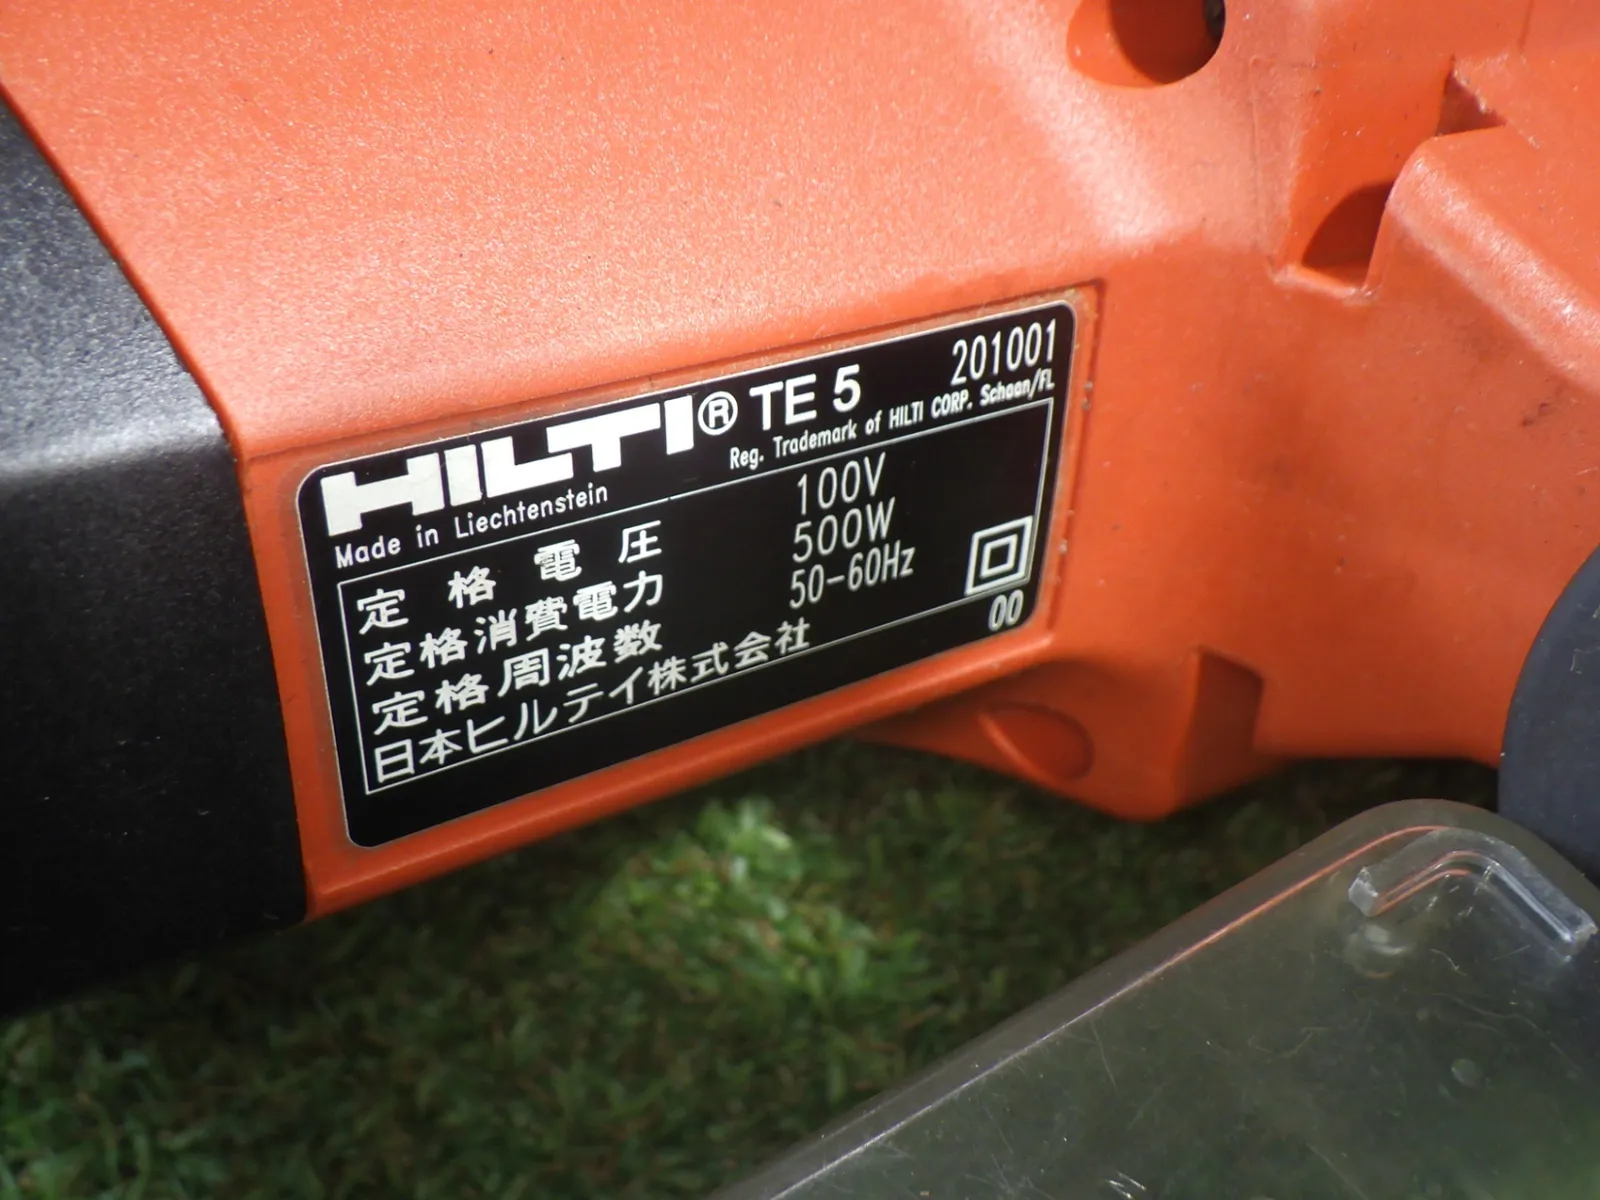 HILTI® TE 5 201001
Made in Liechtenstein Reg. Trademark of HILTI CORP. Schaan/FL
定格電圧 100V
定格消費電力 500W
定格周波数 50-60Hz
日本ヒルティ株式会社 00